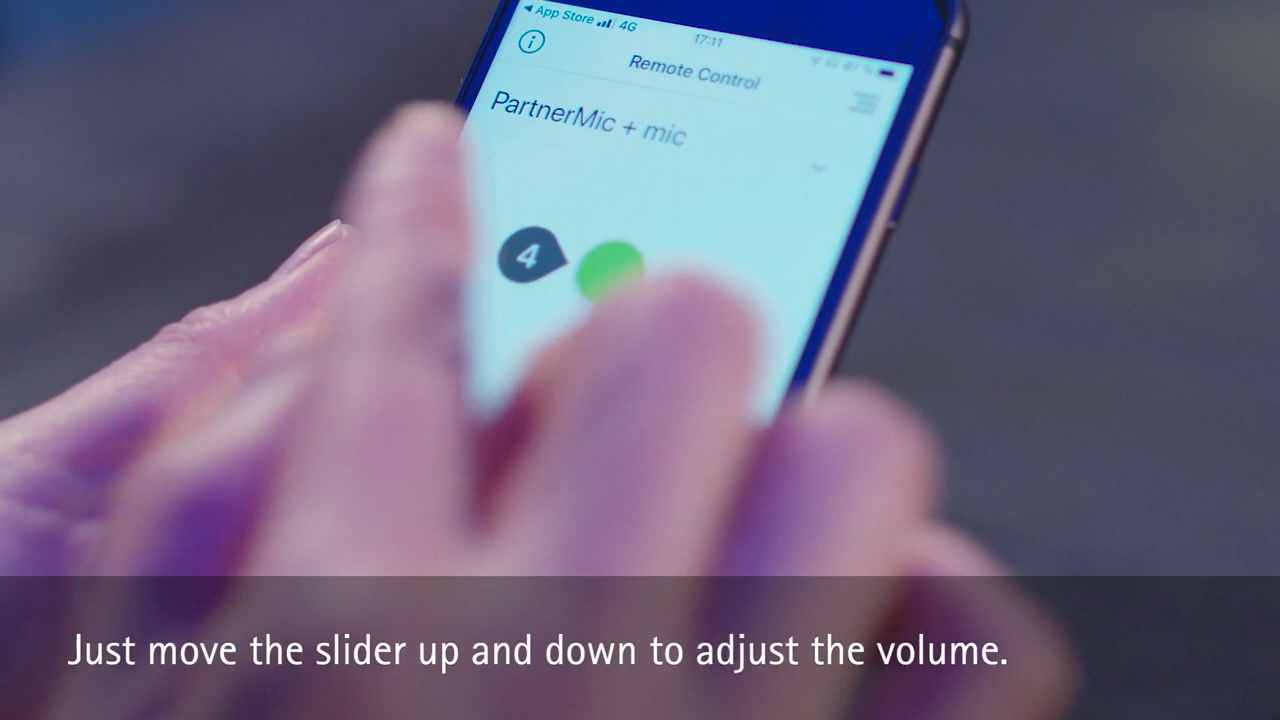 App Store 4G
17:11
Remote Control
PartnerMic + mic
4
Just move the slider up and down to adjust the volume.